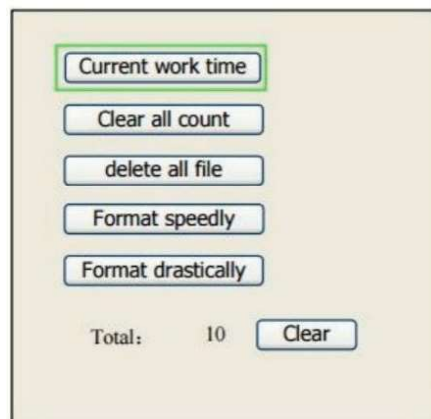 Current work time
Clear all count
delete all file
Format speedly
Format drastically
Total: 10 Clear